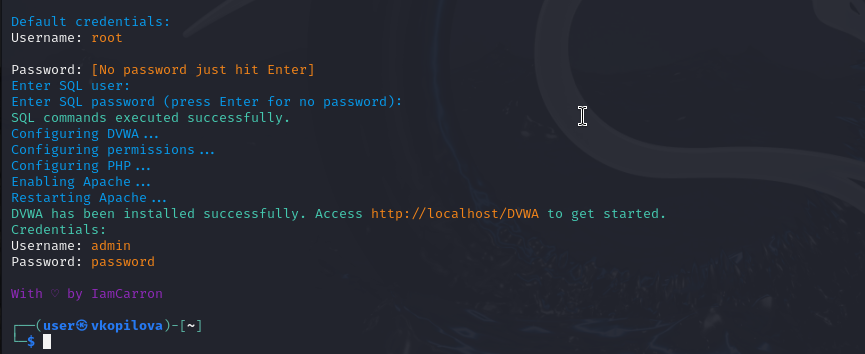 Default credentials:
Username: root
Password: [No password just hit Enter]
Enter SQL user:
Enter SQL password (press Enter for no password):
SQL commands executed successfully.
Configuring DVWA...
Configuring permissions...
Configuring PHP...
Enabling Apache...
Restarting Apache...
DVWA has been installed successfully. Access http://localhost/DVWA to get started.
Credentials:
Username: admin
Password: password
With ♡ by IamCarron
┌──(user㉿vkopilova)-[~]
└─$